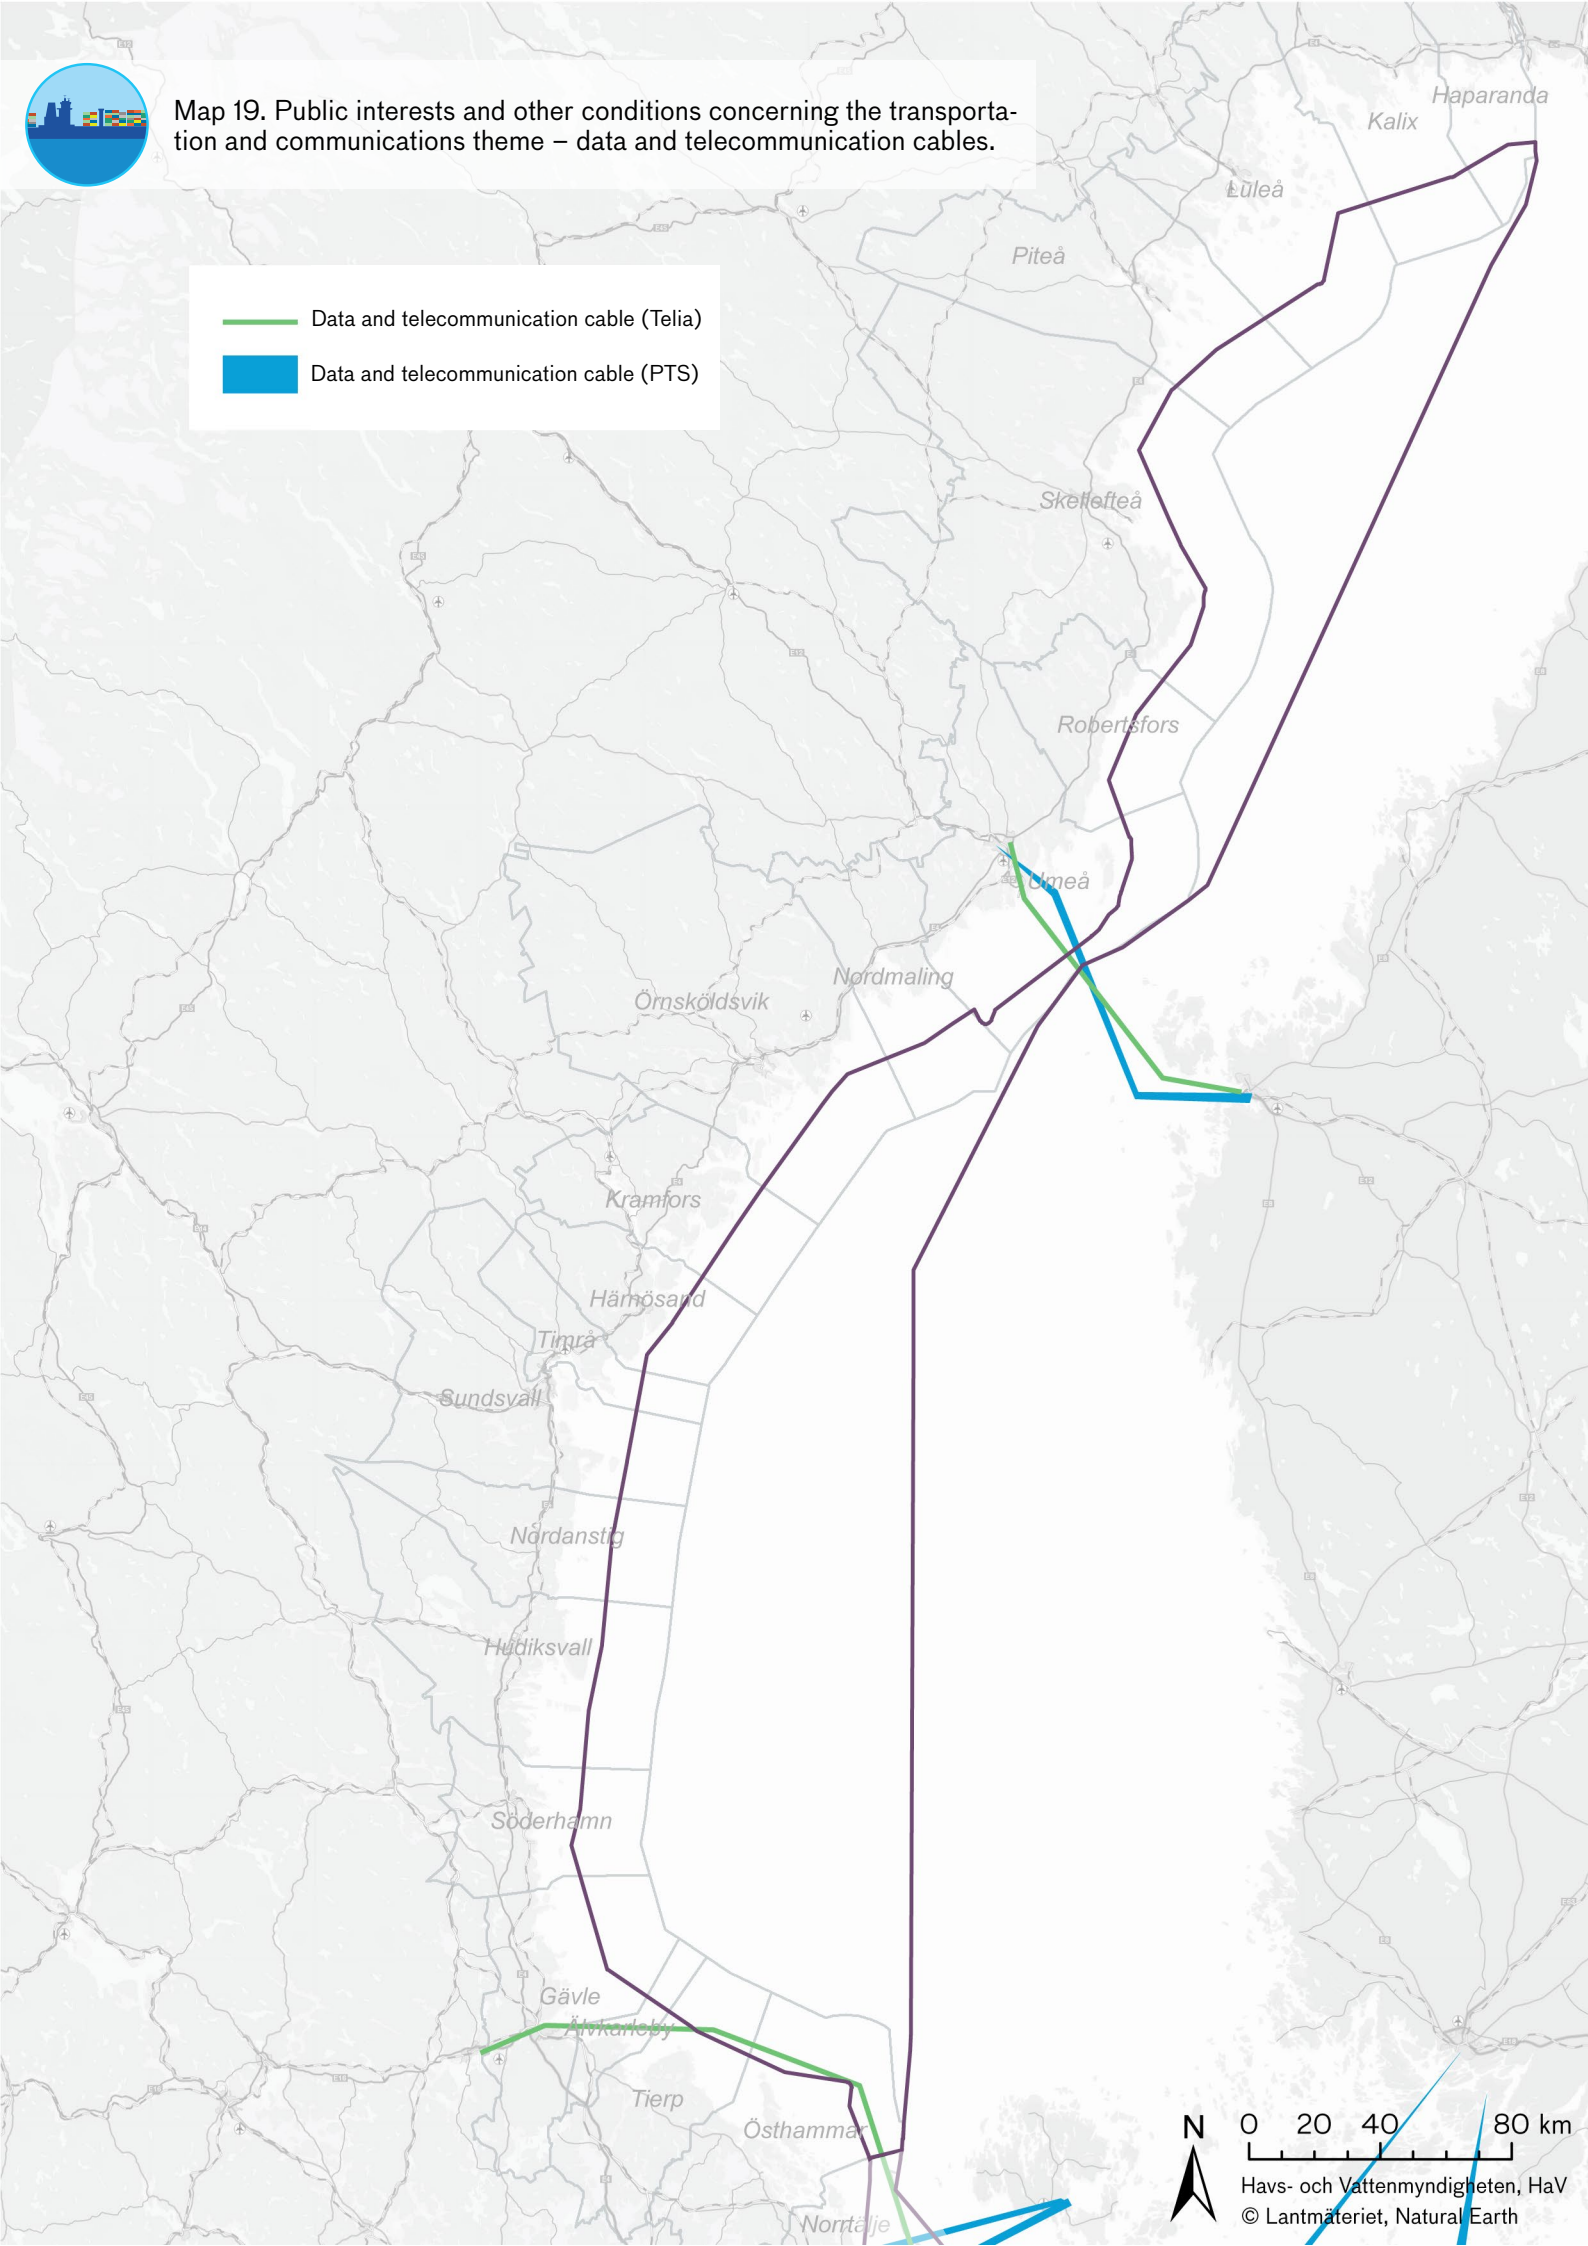 Map 19. Public interests and other conditions concerning the transporta-
tion and communications theme – data and telecommunication cables.
Data and telecommunication cable (Telia)
Data and telecommunication cable (PTS)
Haparanda
Kalix
Luleå
Piteå
Skellefteå
Robertsfors
Umeå
Nordmaling
Örnsköldsvik
Kramfors
Härnösand
Timrå
Sundsvall
Nordanstig
Hudiksvall
Söderhamn
Gävle
Älvkarleby
Tierp
Östhammar
Norrtälje
N
0 20 40 80 km
Havs- och Vattenmyndigheten, HaV
© Lantmäteriet, Natural Earth